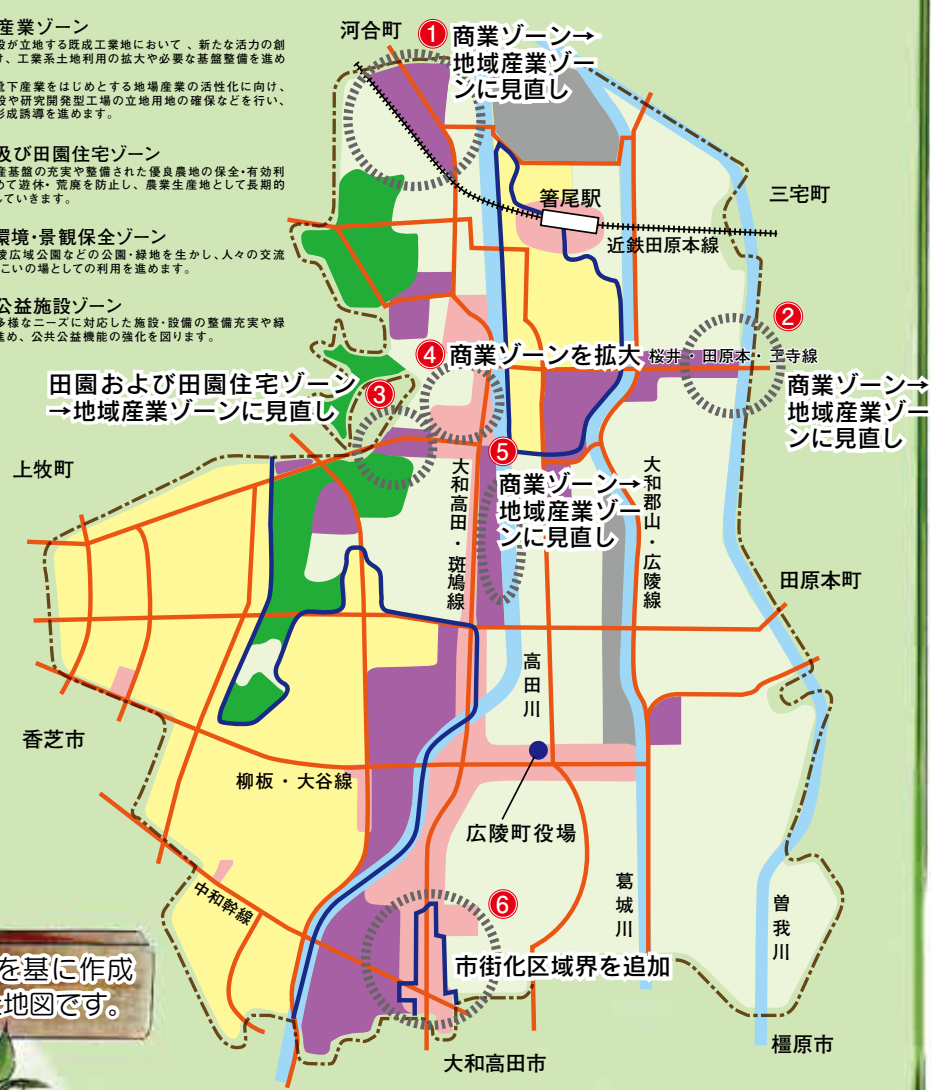 産業ゾーン
設が立地する既成工業地において、新たな活力の創
け、工業系土地利用の拡大や必要な基盤整備を進め
靴下産業をはじめとする地場産業の活性化に向け、
設や研究開発型工場の立地用地の確保などを行い、
形成誘導を進めます。
及び田園住宅ゾーン
産基盤の充実や整備された優良農地の保全・有効利
めて遊休・荒廃を防止し、農業生産地として長期的
していきます。
環境・景観保全ゾーン
陵広域公園などの公園・緑地を生かし、人々の交流
こいの場としての利用を進めます。
公益施設ゾーン
多様なニーズに対応した施設・設備の整備充実や緑
進め、公共公益機能の強化を図ります。
河合町
1 商業ゾーン→
地域産業ゾー
ンに見直し
三宅町
箸尾駅
近鉄田原本線
2
桜井・田原本・王寺線
商業ゾーン→
地域産業ゾー
ンに見直し
4 商業ゾーンを拡大
田園および田園住宅ゾーン
→地域産業ゾーンに見直し
3
5
商業ゾーン→
地域産業ゾー
ンに見直し
上牧町
大和高田・斑鳩線
大和郡山・広陵線
田原本町
高田川
香芝市
柳板・大谷線
広陵町役場
中和幹線
葛城川
曽我川
6
市街化区域界を追加
を基に作成
地図です。
大和高田市
橿原市